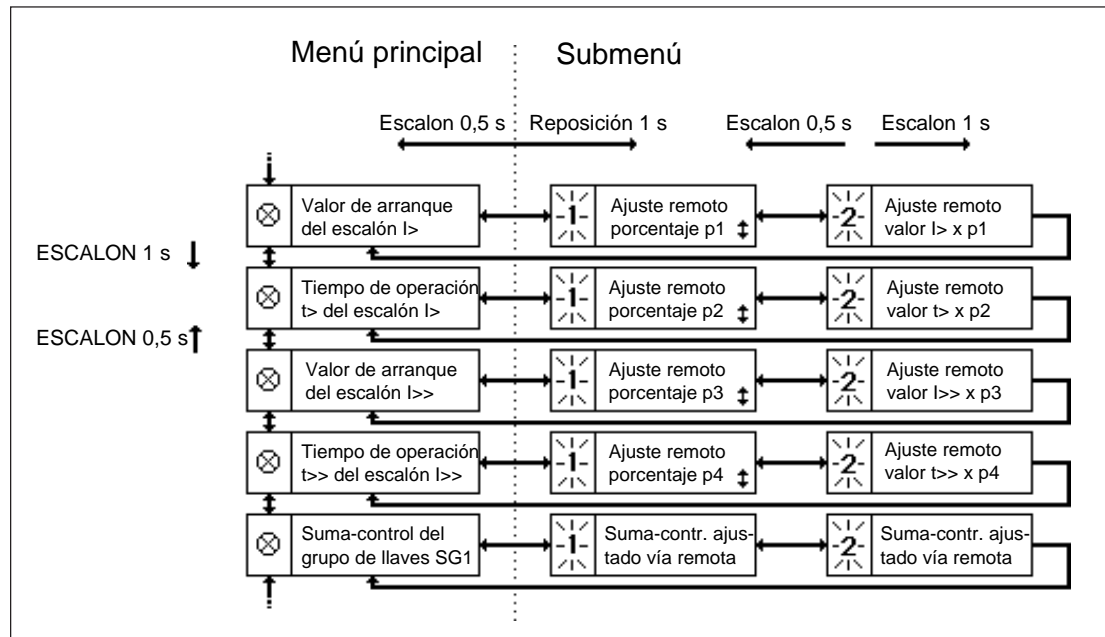 Menú principal
Submenú
Escalon 0,5 s
Reposición 1 s
Escalon 0,5 s
Escalon 1 s
Valor de arranque
del escalón I>
1
Ajuste remoto
porcentaje p1
2
Ajuste remoto
valor I> x p1
ESCALON 1 s
Tiempo de operación
t> del escalón I>
1
Ajuste remoto
porcentaje p2
2
Ajuste remoto
valor t> x p2
ESCALON 0,5 s
Valor de arranque
del escalón I>>
1
Ajuste remoto
porcentaje p3
2
Ajuste remoto
valor I>> x p3
Tiempo de operación
t>> del escalón I>>
1
Ajuste remoto
porcentaje p4
2
Ajuste remoto
valor t>> x p4
Suma-control del
grupo de llaves SG1
1
Suma-contr. ajus-
tado vía remota
2
Suma-contr. ajus-
tado vía remota